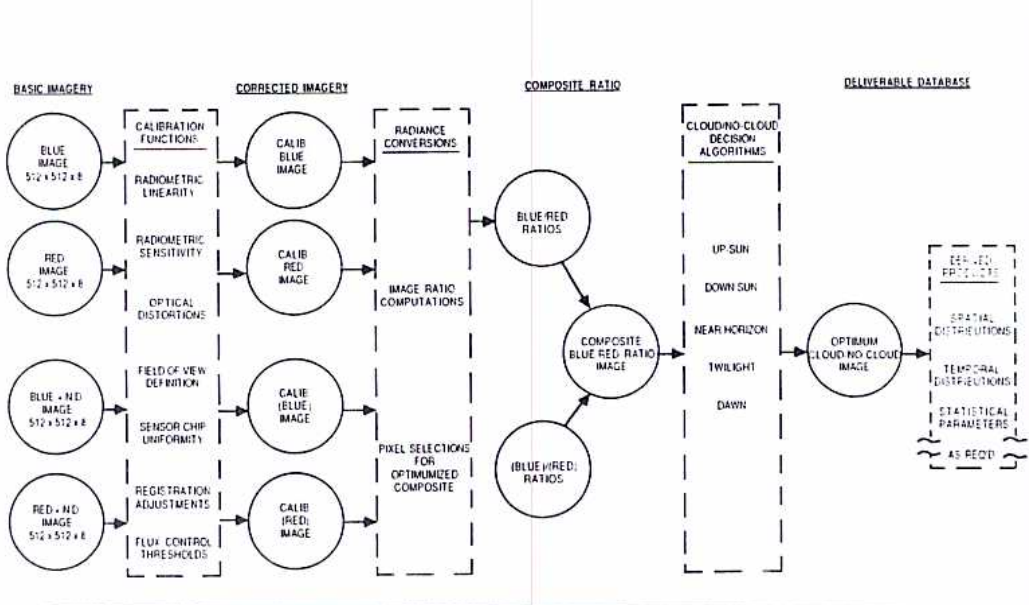 BASIC IMAGERY
CORRECTED IMAGERY
COMPOSITE RATIO
DELIVERABLE DATABASE
BLUE
IMAGE
512 x 512 x 8
RED
IMAGE
512 x 512 x 8
BLUE + N.D
IMAGE
512 x 512 x 8
RED + N.D
IMAGE
512 x 512 x 8
CALIBRATION
FUNCTIONS
RADIOMETRIC
LINEARITY
RADIOMETRIC
SENSITIVITY
OPTICAL
DISTORTIONS
FIELD OF VIEW
DEFINITION
SENSOR CHIP
UNIFORMITY
REGISTRATION
ADJUSTMENTS
FLUX CONTROL
THRESHOLDS
CALIB
BLUE
IMAGE
CALIB
RED
IMAGE
CALIB
(BLUE)
IMAGE
CALIB
(RED)
IMAGE
RADIANCE
CONVERSIONS
IMAGE RATIO
COMPUTATIONS
PIXEL SELECTIONS
FOR
OPTIMUMIZED
COMPOSITE
BLUE/RED
RATIOS
(BLUE)/(RED)
RATIOS
COMPOSITE
BLUE RED RATIO
IMAGE
CLOUD/NO-CLOUD
DECISION
ALGORITHMS
UP-SUN
DOWN SUN
NEAR HORIZON
TWILIGHT
DAWN
OPTIMUM
CLOUD/NO CLOUD
IMAGE
DERIVED
PRODUCTS
SPATIAL
DISTRIBUTIONS
TEMPORAL
DISTRIBUTIONS
STATISTICAL
PARAMETERS
AS REQ'D